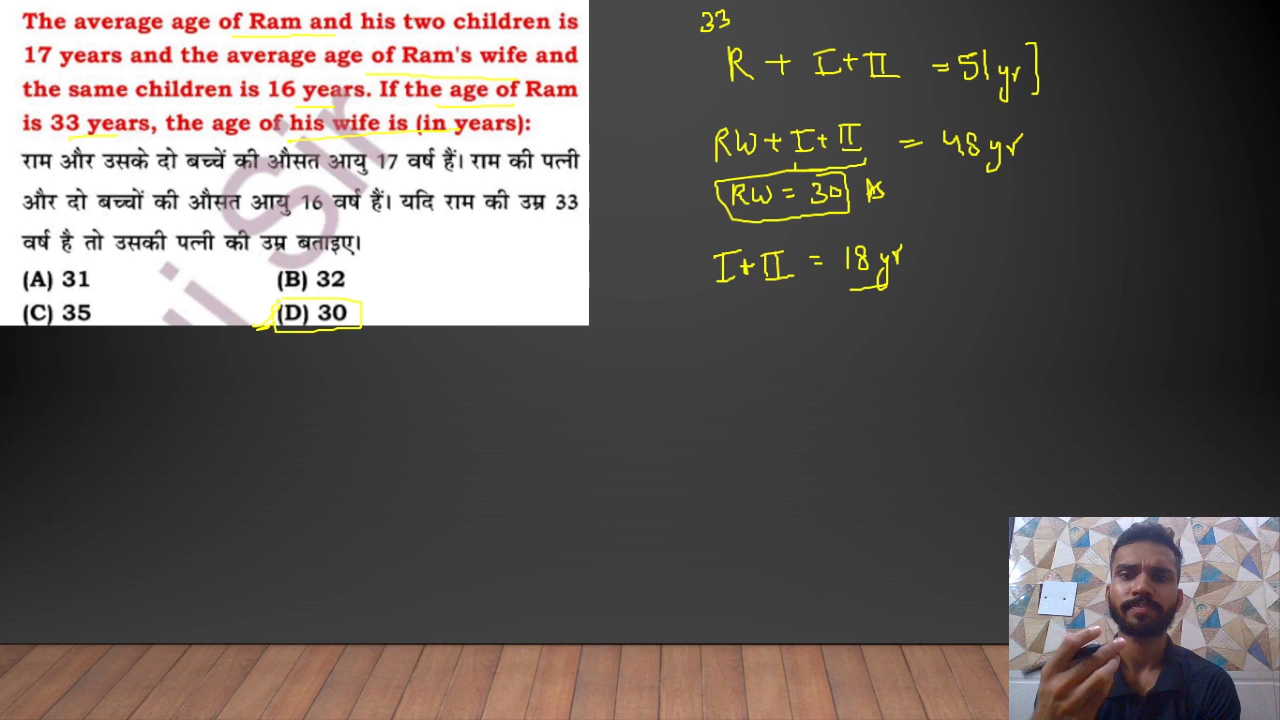 The average age of Ram and his two children is
17 years and the average age of Ram's wife and
the same children is 16 years. If the age of Ram
is 33 years, the age of his wife is (in years):
राम और उसके दो बच्चें की औसत आयु 17 वर्ष हैं। राम की पत्नी
और दो बच्चों की औसत आयु 16 वर्ष हैं। यदि राम की उम्र 33
वर्ष है तो उसकी पत्नी की उम्र बताइए।
(A) 31 (B) 32
(C) 35 (D) 30
33
R + I + II = 51 yr]
RW + I + II = 48 yr
RW = 30
I + II = 18 yr